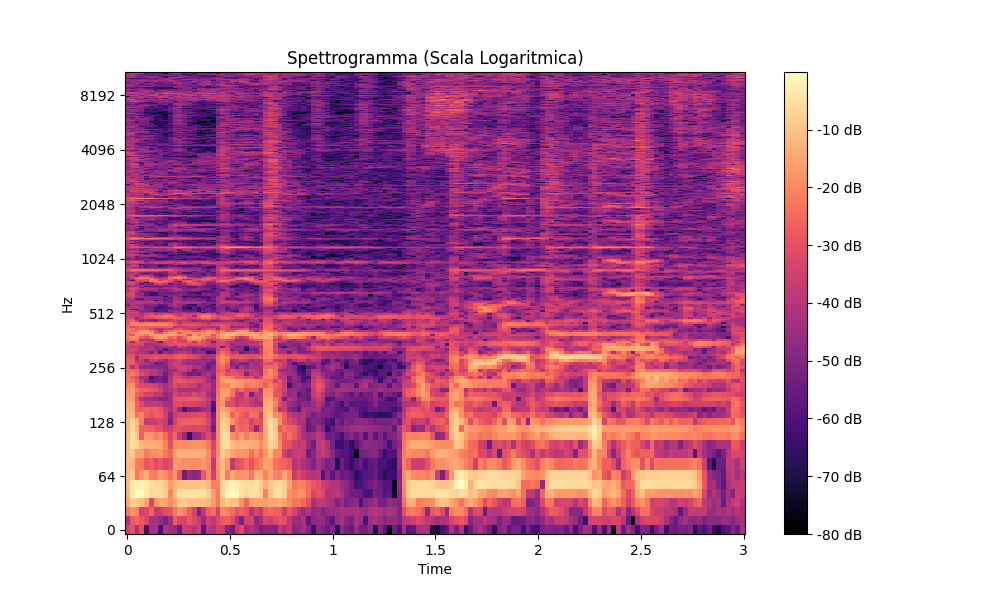 Spettrogramma (Scala Logaritmica)
8192
4096
2048
1024
512
256
128
64
0
Hz
0
0.5
1
1.5
2
2.5
3
Time
-10 dB
-20 dB
-30 dB
-40 dB
-50 dB
-60 dB
-70 dB
-80 dB